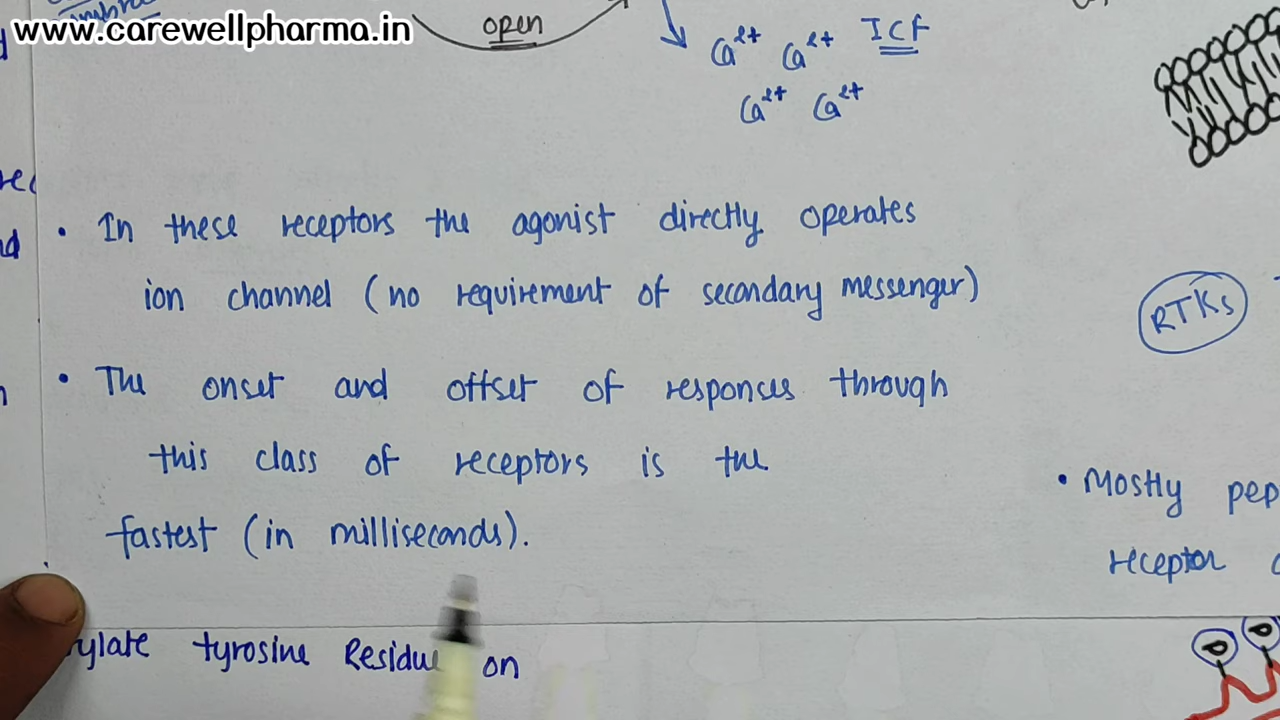 www.carewellpharma.in
open
Ca2+ Ca2+ ICF
Ca2+ Ca2+
• In these receptors the agonist directly operates
ion channel (no requirement of secondary messenger)
• The onset and offset of responses through
this class of receptors is the
fastest (in milliseconds).
RTKs
• Mostly pep
receptor
ylate tyrosine Residue on
P P